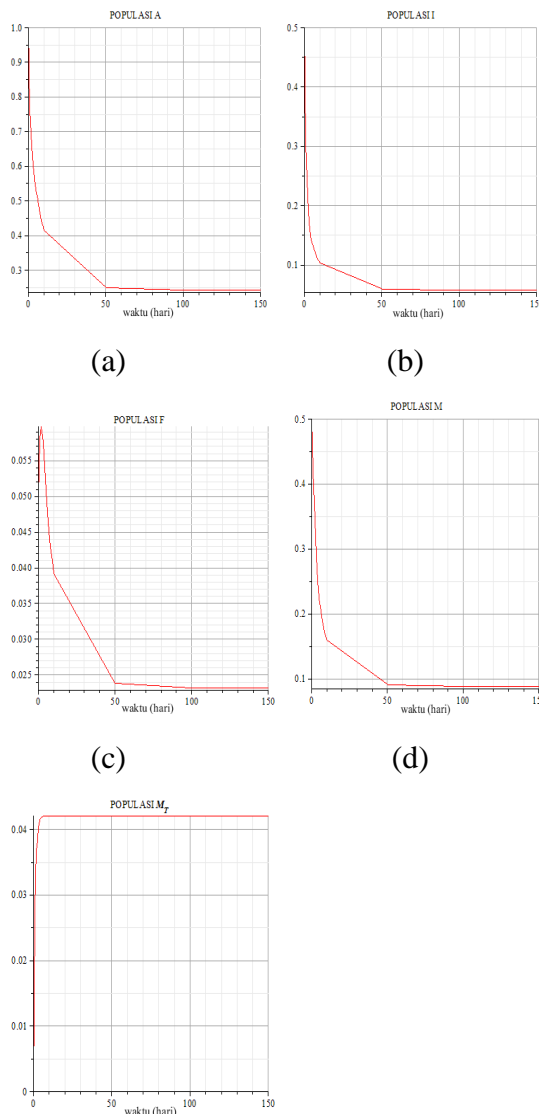 POPULASI A
1.0
0.9
0.8
0.7
0.6
0.5
0.4
0.3
0 50 100 150
waktu (hari)
(a)
POPULASI I
0.5
0.4
0.3
0.2
0.1
0 50 100 150
waktu (hari)
(b)
POPULASI F
0.055
0.050
0.045
0.040
0.035
0.030
0.025
0 50 100 150
waktu (hari)
(c)
POPULASI M
0.5
0.4
0.3
0.2
0.1
0 50 100 150
waktu (hari)
(d)
POPULASI M_T
0.04
0.03
0.02
0.01
0
0 50 100 150
waktu (hari)